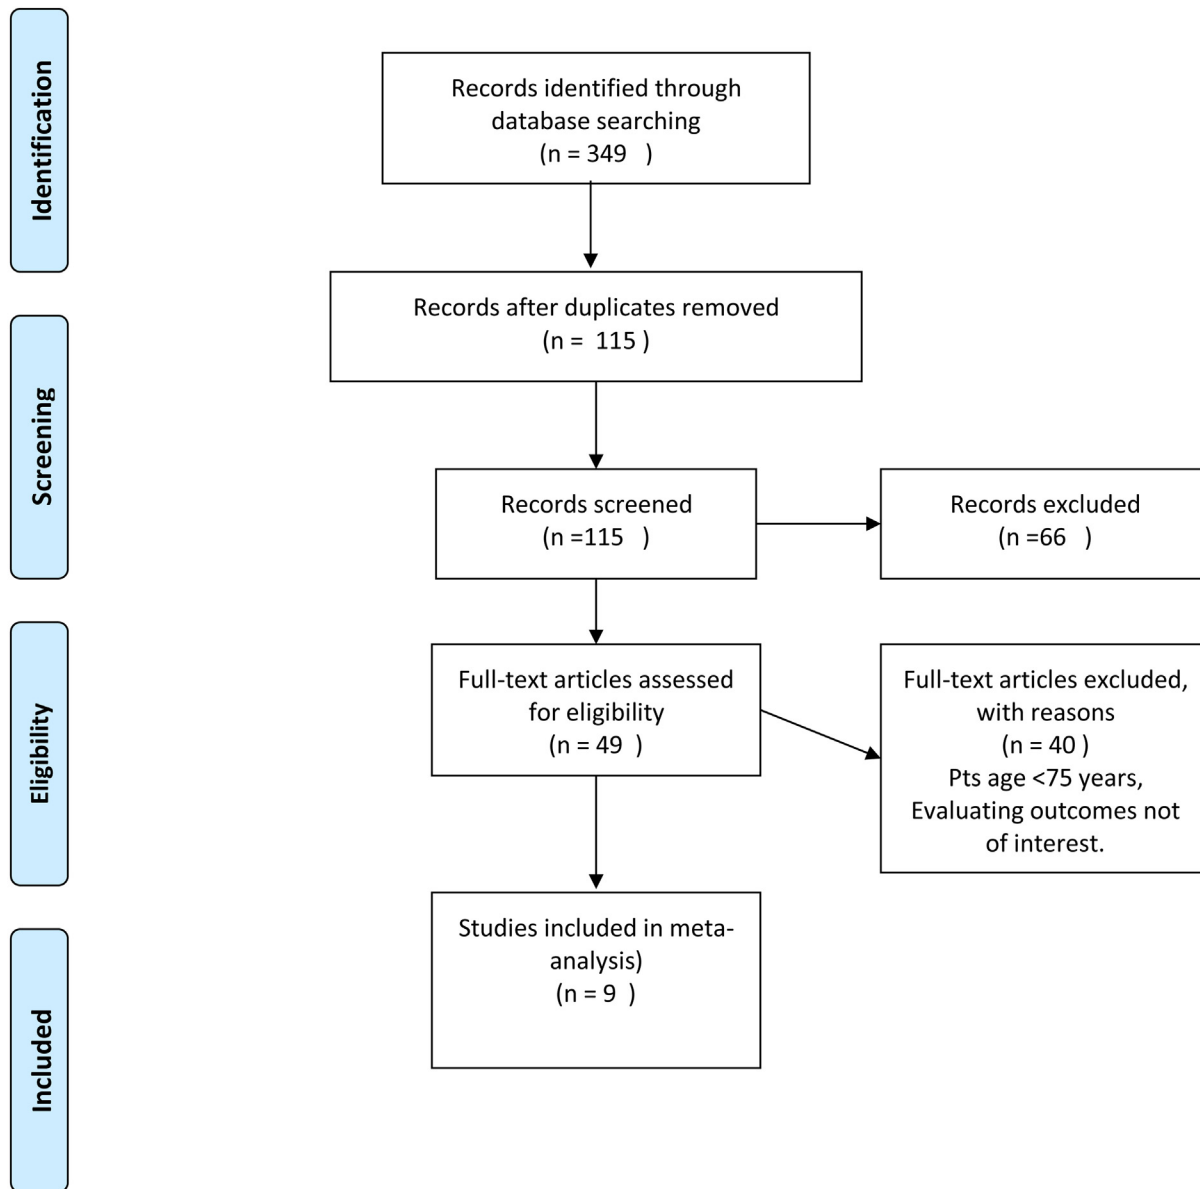 Identification
Records identified through
database searching
(n = 349   )
Records after duplicates removed
(n =  115 )
Screening
Records screened
(n =115   )
Records excluded
(n =66   )
Eligibility
Full-text articles assessed
for eligibility
(n = 49  )
Full-text articles excluded,
with reasons
(n = 40 )
Pts age <75 years,
Evaluating outcomes not
of interest.
Included
Studies included in meta-
analysis)
(n = 9  )